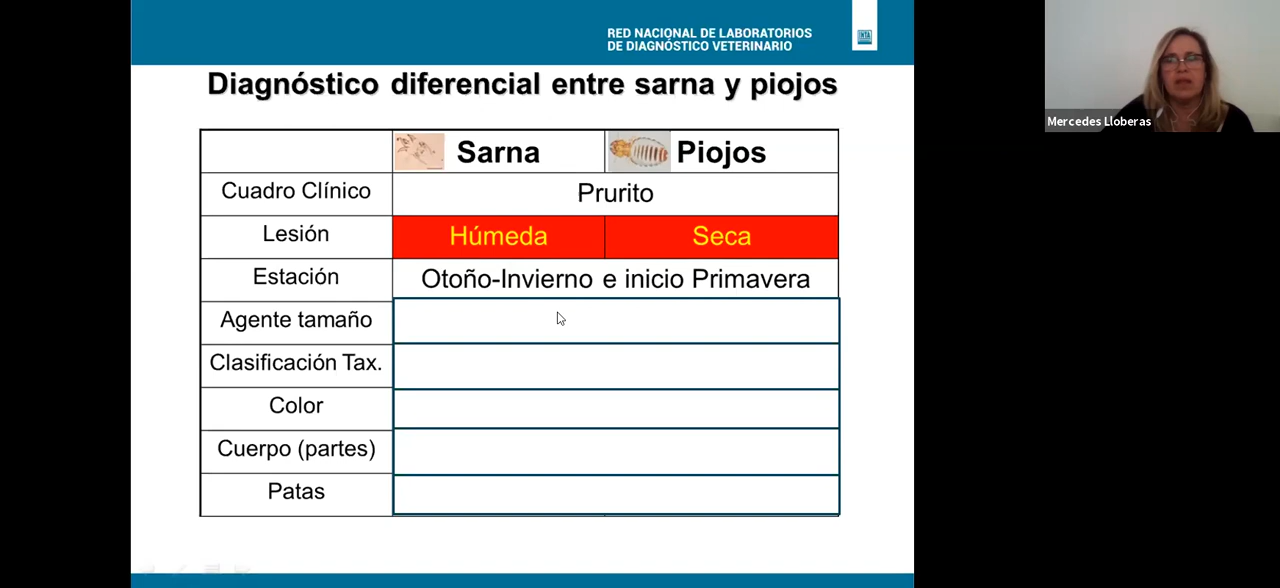 RED NACIONAL DE LABORATORIOS
DE DIAGNÓSTICO VETERINARIO
INTA
Diagnóstico diferencial entre sarna y piojos
Sarna Piojos
Cuadro Clínico Prurito
Lesión Húmeda Seca
Estación Otoño-Invierno e inicio Primavera
Agente tamaño
Clasificación Tax.
Color
Cuerpo (partes)
Patas
Mercedes Lloberas